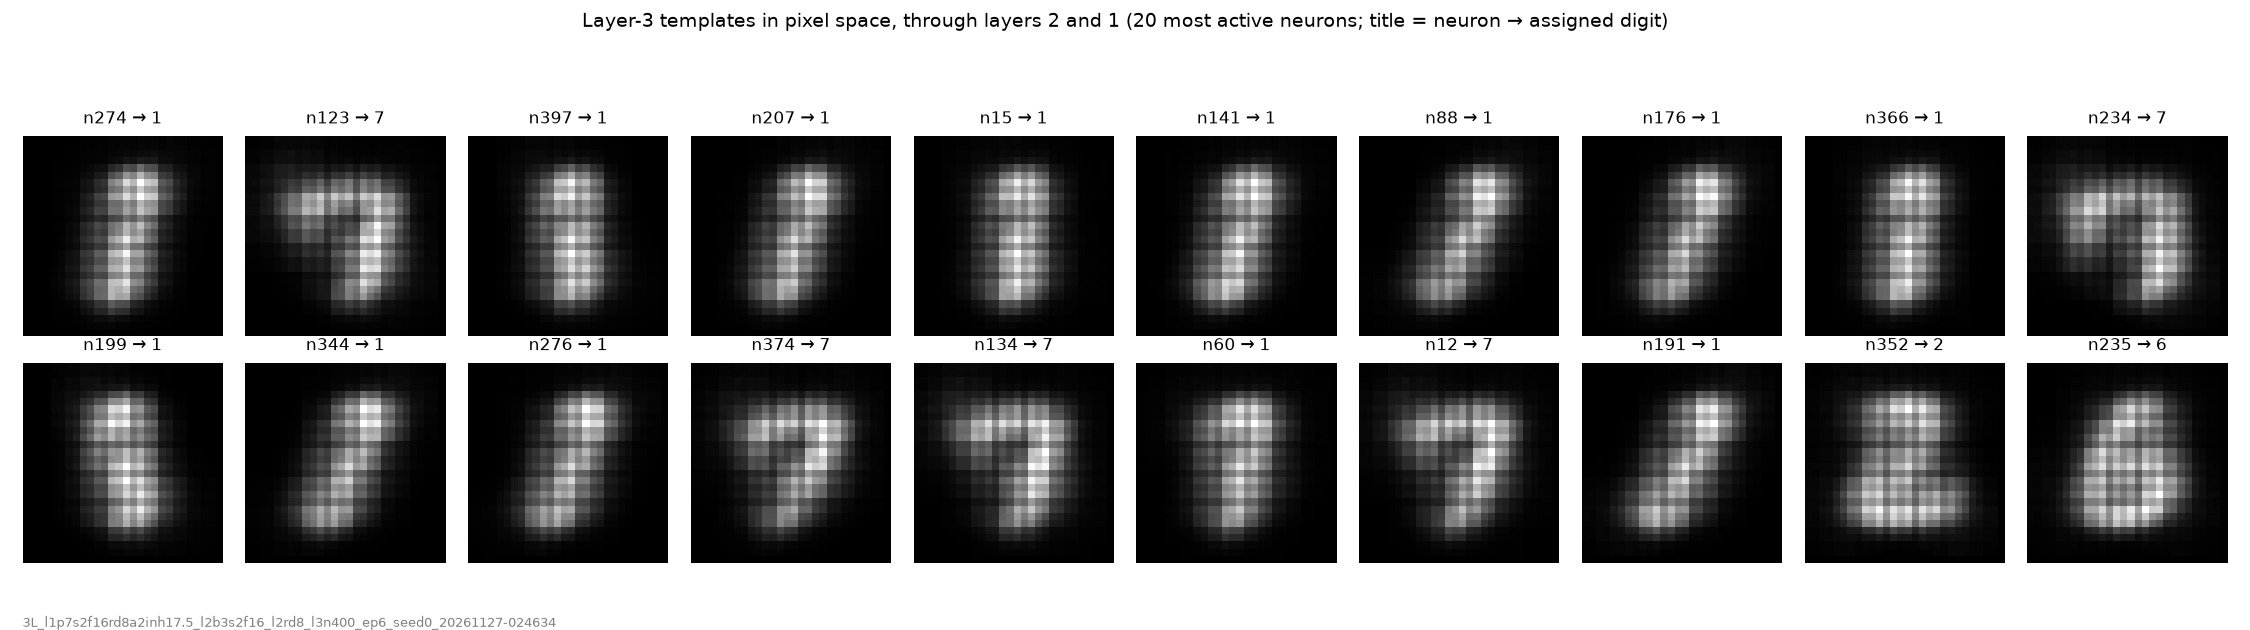 Layer-3 templates in pixel space, through layers 2 and 1 (20 most active neurons; title = neuron → assigned digit)
n274 → 1 n123 → 7 n397 → 1 n207 → 1 n15 → 1 n141 → 1 n88 → 1 n176 → 1 n366 → 1 n234 → 7
n199 → 1 n344 → 1 n276 → 1 n374 → 7 n134 → 7 n60 → 1 n12 → 7 n191 → 1 n352 → 2 n235 → 6
3L_l1p7s2f16rd8a2inh17.5_l2b3s2f16_l2rd8_l3n400_ep6_seed0_20261127-024634